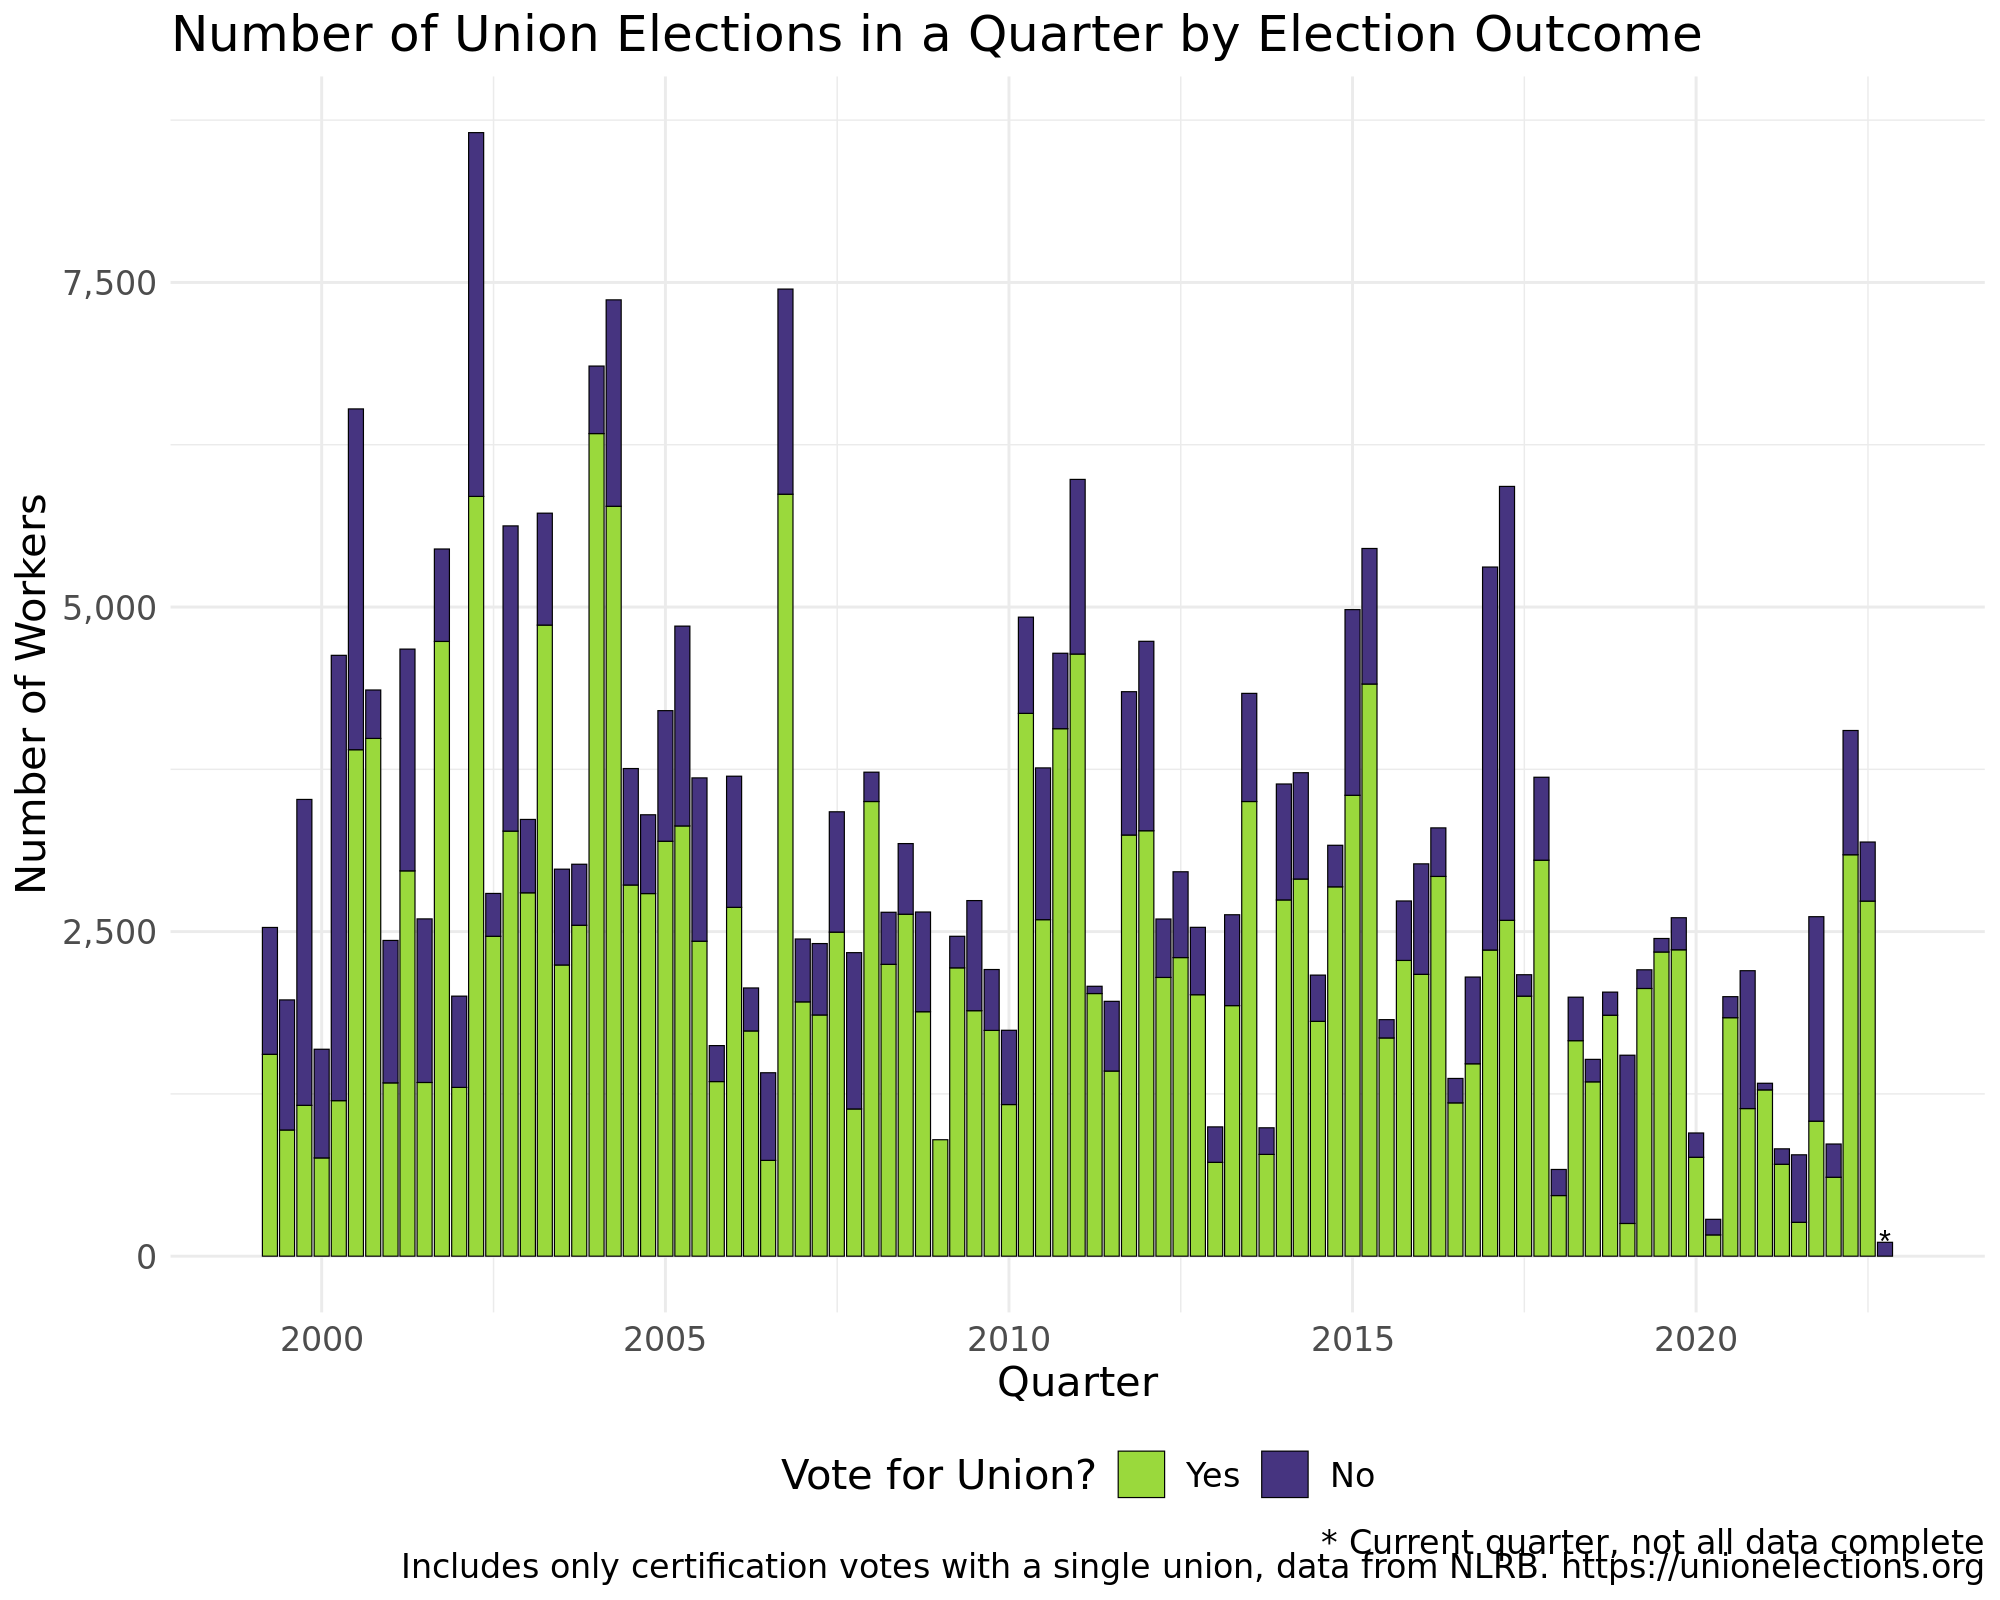 Number of Union Elections in a Quarter by Election Outcome
Number of Workers
7,500
5,000
2,500
0
*
2000 2005 2010 2015 2020
Quarter
Vote for Union? Yes No
* Current quarter, not all data complete
Includes only certification votes with a single union, data from NLRB. https://unionelections.org